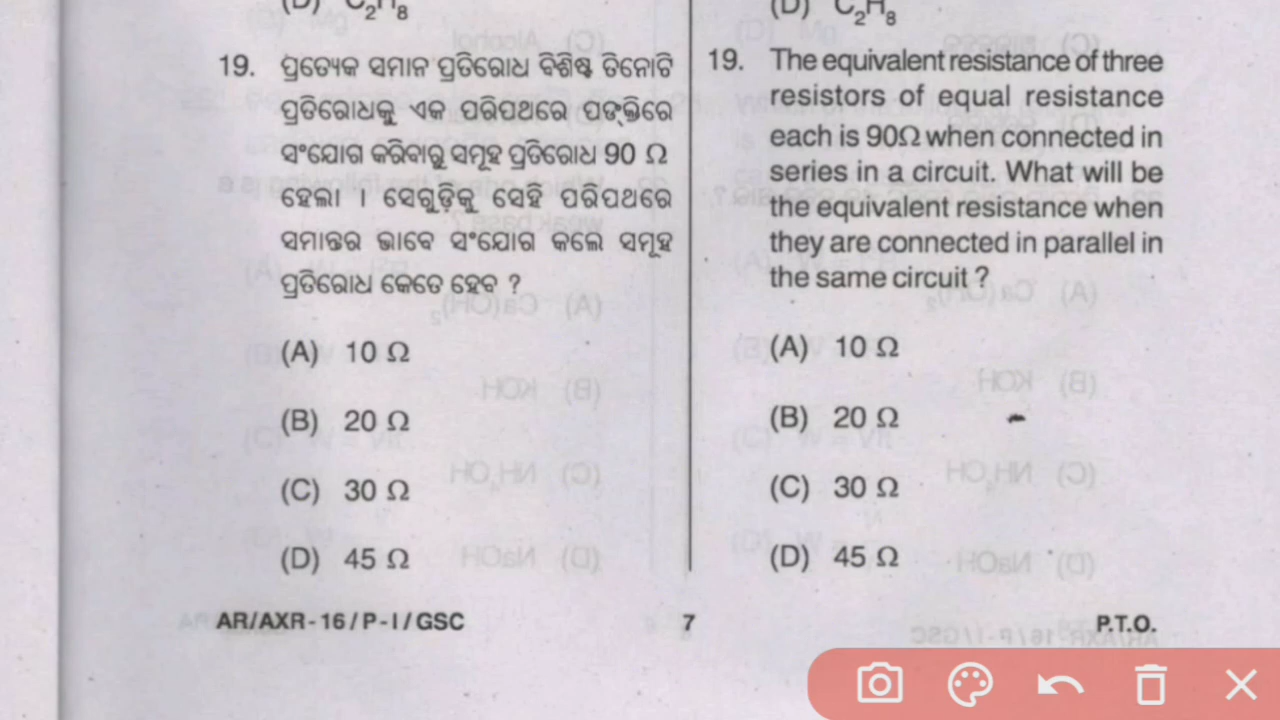 (D) C2H8
19. ପ୍ରତ୍ୟେକ ସମାନ ପ୍ରତିରୋଧ ବିଶିଷ୍ଟ ତିନୋଟି
ପ୍ରତିରୋଧକୁ ଏକ ପରିପଥରେ ପଙ୍‌କ୍ତିରେ
ସଂଯୋଗ କରିବାରୁ ସମୂହ ପ୍ରତିରୋଧ 90 Ω
ହେଲା । ସେଗୁଡ଼ିକୁ ସେହି ପରିପଥରେ
ସମାନ୍ତର ଭାବେ ସଂଯୋଗ କଲେ ସମୂହ
ପ୍ରତିରୋଧ କେତେ ହେବ ?
(A) 10 Ω
(B) 20 Ω
(C) 30 Ω
(D) 45 Ω
(D) C2H8
19. The equivalent resistance of three
resistors of equal resistance
each is 90Ω when connected in
series in a circuit. What will be
the equivalent resistance when
they are connected in parallel in
the same circuit ?
(A) 10 Ω
(B) 20 Ω
(C) 30 Ω
(D) 45 Ω
AR/AXR-16/P-I/GSC
7
P.T.O.